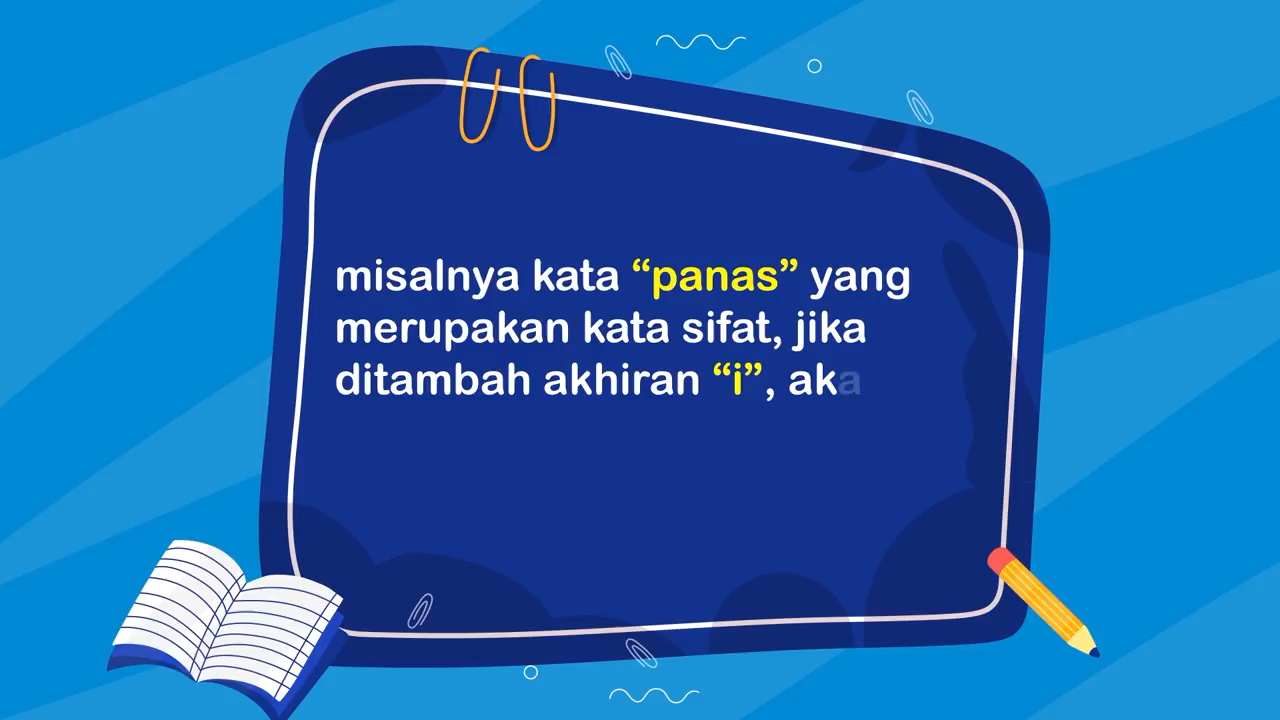 misalnya kata “panas” yang
merupakan kata sifat, jika
ditambah akhiran “i”, aka